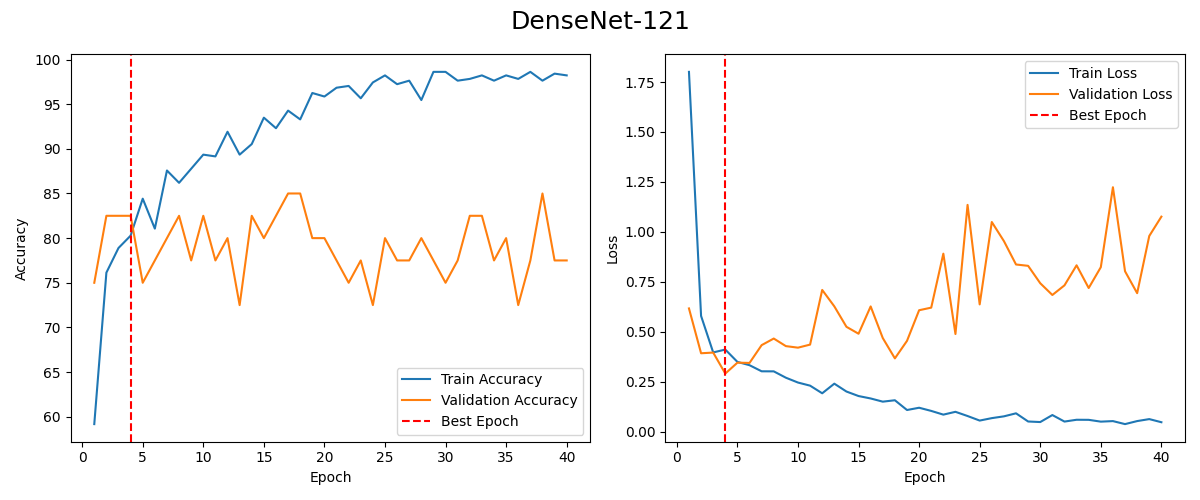 DenseNet-121
100
95
90
85
80
75
70
65
60
Accuracy
Train Accuracy
Validation Accuracy
Best Epoch
0 5 10 15 20 25 30 35 40
Epoch
1.75
1.50
1.25
1.00
0.75
0.50
0.25
0.00
Loss
Train Loss
Validation Loss
Best Epoch
0 5 10 15 20 25 30 35 40
Epoch